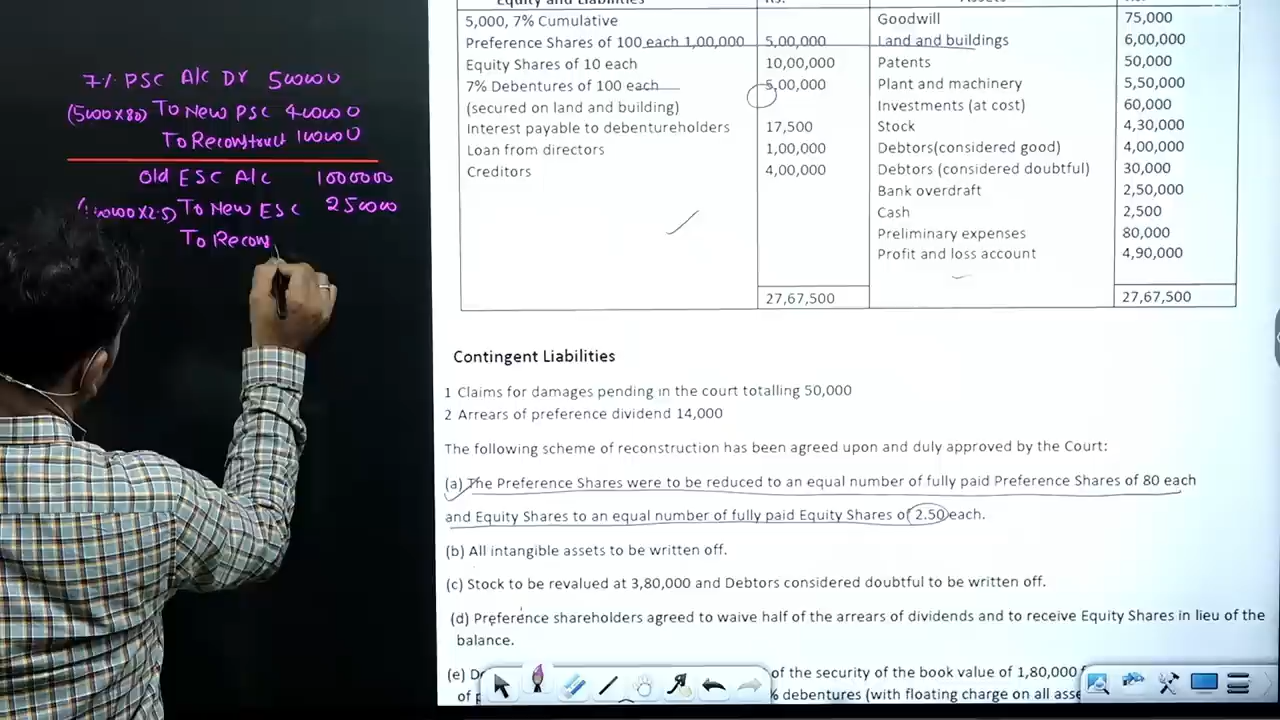 7% PSC A/C Dr 500000
(5000x80) To New PSC 400000
To Reconstruct 100000
Old ESC A/C 1000000
To New ESC 250000
To Recons
Equity and Liabilities Rs. Assets Rs.
5,000, 7% Cumulative
Preference Shares of 100 each 1,00,000 5,00,000
Equity Shares of 10 each 10,00,000
7% Debentures of 100 each 5,00,000
(secured on land and building)
Interest payable to debentureholders 17,500
Loan from directors 1,00,000
Creditors 4,00,000
27,67,500
Goodwill 75,000
Land and buildings 6,00,000
Patents 50,000
Plant and machinery 5,50,000
Investments (at cost) 60,000
Stock 4,30,000
Debtors(considered good) 4,00,000
Debtors (considered doubtful) 30,000
Bank overdraft 2,50,000
Cash 2,500
Preliminary expenses 80,000
Profit and loss account 4,90,000
27,67,500
Contingent Liabilities
1 Claims for damages pending in the court totalling 50,000
2 Arrears of preference dividend 14,000
The following scheme of reconstruction has been agreed upon and duly approved by the Court:
(a) The Preference Shares were to be reduced to an equal number of fully paid Preference Shares of 80 each
and Equity Shares to an equal number of fully paid Equity Shares of 2.50 each.
(b) All intangible assets to be written off.
(c) Stock to be revalued at 3,80,000 and Debtors considered doubtful to be written off.
(d) Preference shareholders agreed to waive half of the arrears of dividends and to receive Equity Shares in lieu of the
balance.
(e) of the security of the book value of 1,80,000
of % debentures (with floating charge on all